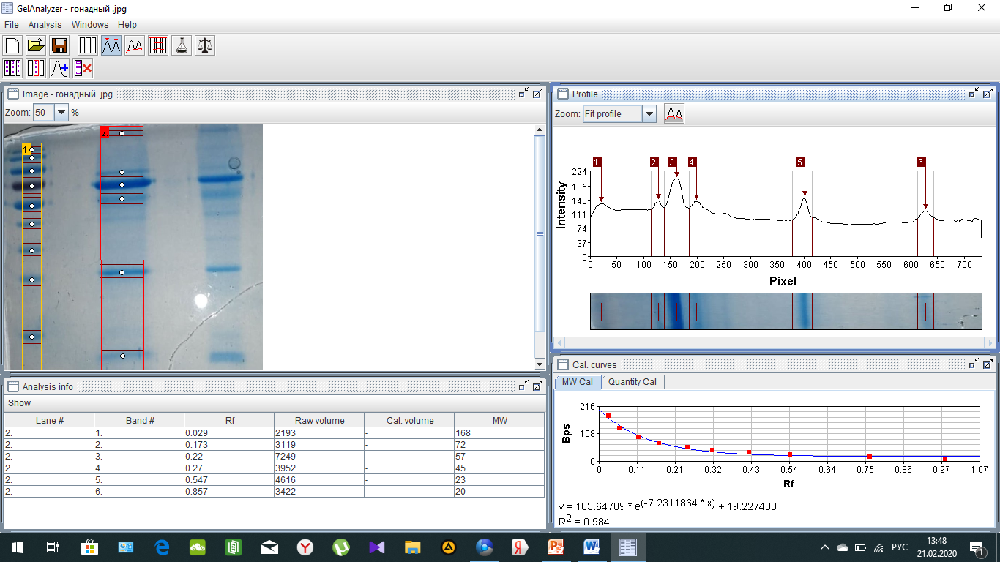 GelAnalyzer - гонадный .jpg
File Analysis Windows Help
Image - гонадный .jpg
Zoom: 50 %
1.
2.
Profile
Zoom: Fit profile
1. 2. 3. 4. 5. 6.
Intensity
224
185
148
111
74
37
0
0 50 100 150 200 250 300 350 400 450 500 550 600 650 700
Pixel
Analysis info
Show
Lane # Band # Rf Raw volume Cal. volume MW
2. 1. 0.029 2193 - 168
2. 2. 0.173 3119 - 72
2. 3. 0.22 7249 - 57
2. 4. 0.27 3952 - 45
2. 5. 0.547 4616 - 23
2. 6. 0.857 3422 - 20
Cal. curves
MW Cal Quantity Cal
Bps
216
108
0
0 0.11 0.21 0.32 0.43 0.54 0.64 0.75 0.86 0.97 1.07
Rf
y = 183.64789 * e(-7.2311864 * x) + 19.227438
R2 = 0.984
РУС
13:48
21.02.2020
1